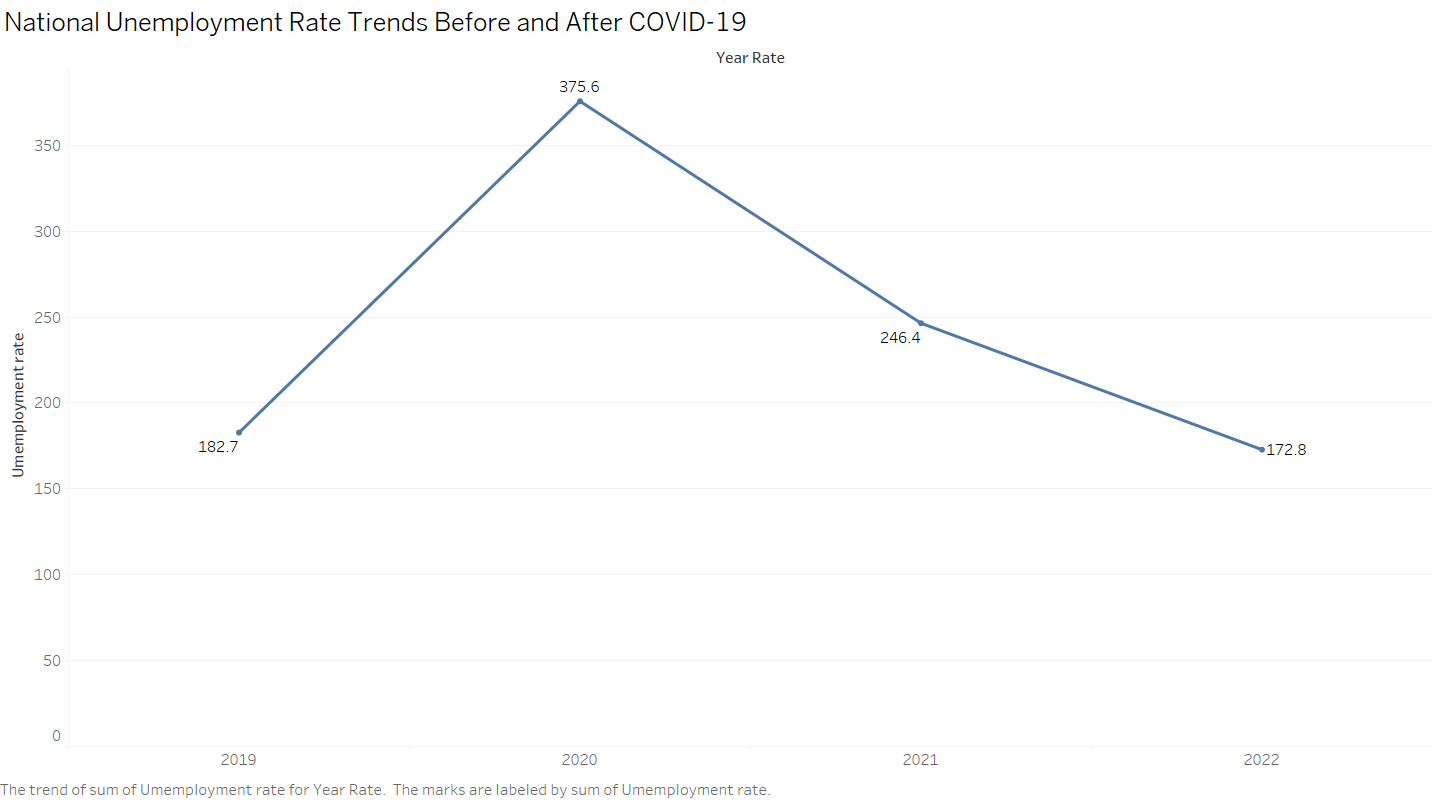 National Unemployment Rate Trends Before and After COVID-19
Year Rate
375.6
350
300
250
246.4
200
182.7
172.8
150
100
50
0
Umemployment rate
2019 2020 2021 2022
The trend of sum of Umemployment rate for Year Rate. The marks are labeled by sum of Umemployment rate.